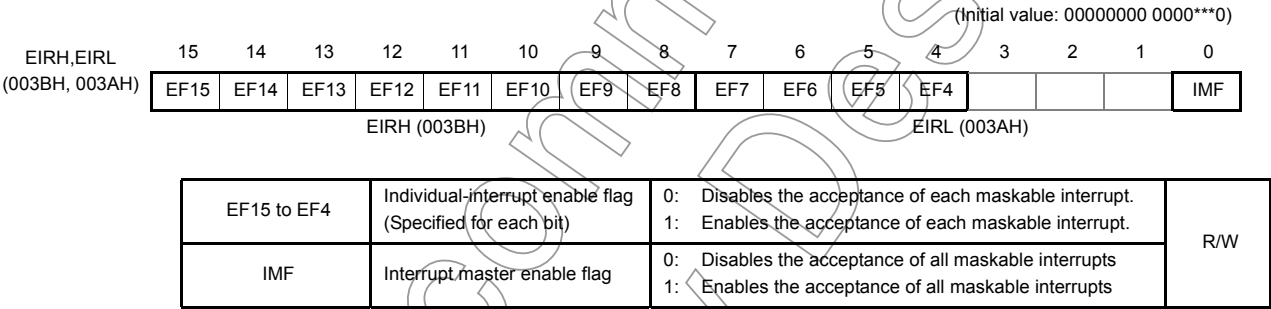 (Initial value: 00000000 0000***0)
EIRH,EIRL
(003BH, 003AH)
15 14 13 12 11 10 9 8 7 6 5 4 3 2 1 0
EF15 EF14 EF13 EF12 EF11 EF10 EF9 EF8 EF7 EF6 EF5 EF4 IMF
EIRH (003BH) EIRL (003AH)
EF15 to EF4 Individual-interrupt enable flag 0: Disables the acceptance of each maskable interrupt.
(Specified for each bit) 1: Enables the acceptance of each maskable interrupt.
R/W
IMF Interrupt master enable flag 0: Disables the acceptance of all maskable interrupts
1: Enables the acceptance of all maskable interrupts